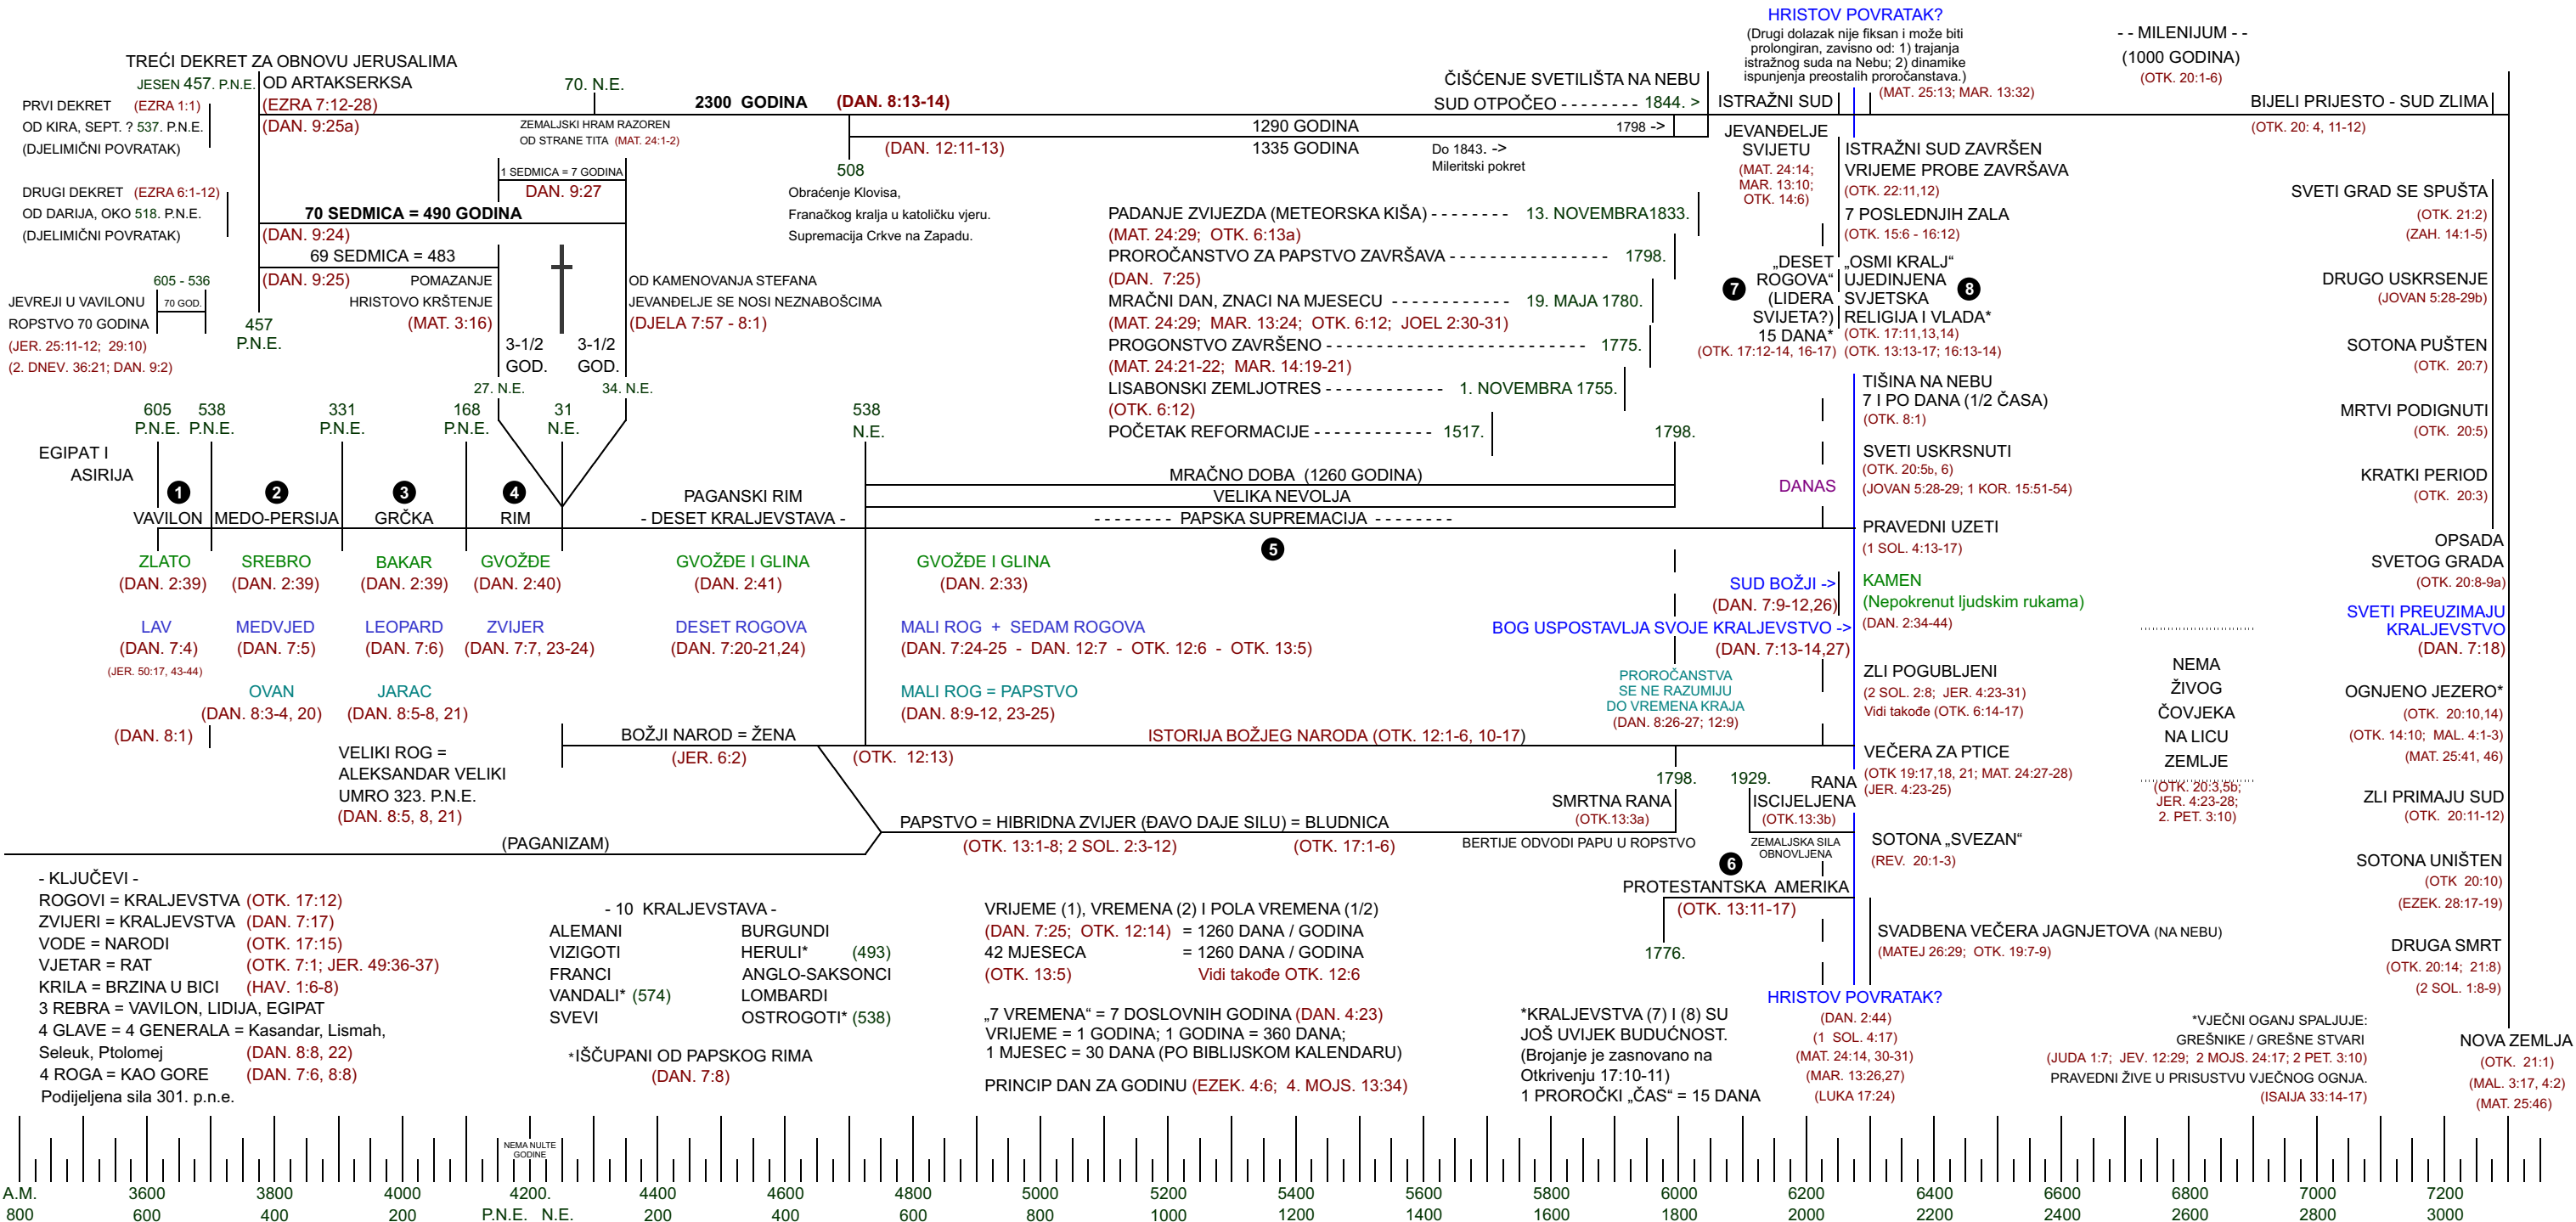 HRISTOV POVRATAK?
(Drugi dolazak nije fiksan i može biti
prolongiran, zavisno od: 1) trajanja
istražnog suda na Nebu; 2) dinamike
ispunjenja preostalih proročanstava.)
(MAT. 25:13; MAR. 13:32)
- - MILENIJUM - -
(1000 GODINA)
(OTK. 20:1-6)
TREĆI DEKRET ZA OBNOVU JERUSALIMA
JESEN 457. P.N.E.
OD ARTAKSERKSA
(EZRA 7:12-28)
(DAN. 9:25a)
PRVI DEKRET (EZRA 1:1)
OD KIRA, SEPT. ? 537. P.N.E.
(DJELIMIČNI POVRATAK)
70. N.E.
ZEMALJSKI HRAM RAZOREN
OD STRANE TITA (MAT. 24:1-2)
2300 GODINA (DAN. 8:13-14)
ČIŠĆENJE SVETILIŠTA NA NEBU
SUD OTPOČEO - - - - - - - - 1844. >
ISTRAŽNI SUD
BIJELI PRIJESTO - SUD ZLIMA
(OTK. 20: 4, 11-12)
1290 GODINA
1798 ->
(DAN. 12:11-13)
1335 GODINA
Do 1843. ->
Mileritski pokret
JEVANĐELJE
SVIJETU
(MAT. 24:14;
MAR. 13:10;
OTK. 14:6)
ISTRAŽNI SUD ZAVRŠEN
VRIJEME PROBE ZAVRŠAVA
(OTK. 22:11,12)
7 POSLEDNJIH ZALA
(OTK. 15:6 - 16:12)
508
Obraćenje Klovisa,
Franačkog kralja u katoličku vjeru.
Supremacija Crkve na Zapadu.
1 SEDMICA = 7 GODINA
DAN. 9:27
DRUGI DEKRET (EZRA 6:1-12)
OD DARIJA, OKO 518. P.N.E.
(DJELIMIČNI POVRATAK)
70 SEDMICA = 490 GODINA
(DAN. 9:24)
69 SEDMICA = 483
(DAN. 9:25)
POMAZANJE
HRISTOVO KRŠTENJE
(MAT. 3:16)
OD KAMENOVANJA STEFANA
JEVANĐELJE SE NOSI NEZNABOŠCIMA
(DJELA 7:57 - 8:1)
605 - 536
70 GOD.
JEVREJI U VAVILONU
ROPSTVO 70 GODINA
(JER. 25:11-12; 29:10)
(2. DNEV. 36:21; DAN. 9:2)
457
P.N.E.
3-1/2
GOD.
3-1/2
GOD.
27. N.E.
34. N.E.
PADANJE ZVIJEZDA (METEORSKA KIŠA) - - - - - - - - 13. NOVEMBRA1833.
(MAT. 24:29; OTK. 6:13a)
PROROČANSTVO ZA PAPSTVO ZAVRŠAVA - - - - - - - - - - - - - - - - 1798.
(DAN. 7:25)
MRAČNI DAN, ZNACI NA MJESECU - - - - - - - - - - - - 19. MAJA 1780.
(MAT. 24:29; MAR. 13:24; OTK. 6:12; JOEL 2:30-31)
PROGONSTVO ZAVRŠENO - - - - - - - - - - - - - - - - - - - - - - - - - - 1775.
(MAT. 24:21-22; MAR. 14:19-21)
LISABONSKI ZEMLJOTRES - - - - - - - - - - - - 1. NOVEMBRA 1755.
(OTK. 6:12)
POČETAK REFORMACIJE - - - - - - - - - - - - 1517.
1798.
7
„DESET
ROGOVA“
(LIDERA
SVIJETA?)
15 DANA*
(OTK. 17:12-14, 16-17)
„OSMI KRALJ“
UJEDINJENA
SVJETSKA
RELIGIJA I VLADA*
8
(OTK. 17:11,13,14)
(OTK. 13:13-17; 16:13-14)
TIŠINA NA NEBU
7 I PO DANA (1/2 ČASA)
(OTK. 8:1)
SVETI USKRSNUTI
(OTK. 20:5b, 6)
(JOVAN 5:28-29; 1 KOR. 15:51-54)
DANAS
PRAVEDNI UZETI
(1 SOL. 4:13-17)
SVETI GRAD SE SPUŠTA
(OTK. 21:2)
(ZAH. 14:1-5)
DRUGO USKRSENJE
(JOVAN 5:28-29b)
SOTONA PUŠTEN
(OTK. 20:7)
MRTVI PODIGNUTI
(OTK. 20:5)
KRATKI PERIOD
(OTK. 20:3)
OPSADA
SVETOG GRADA
(OTK. 20:8-9a)
605
P.N.E.
538
P.N.E.
331
P.N.E.
168
P.N.E.
31
N.E.
538
N.E.
EGIPAT I
ASIRIJA
1
2
3
4
VAVILON
MEDO-PERSIJA
GRČKA
RIM
PAGANSKI RIM
- DESET KRALJEVSTAVA -
MRAČNO DOBA (1260 GODINA)
VELIKA NEVOLJA
- - - - - - - - PAPSKA SUPREMACIJA - - - - - - - -
5
ZLATO
(DAN. 2:39)
SREBRO
(DAN. 2:39)
BAKAR
(DAN. 2:39)
GVOŽĐE
(DAN. 2:40)
GVOŽĐE I GLINA
(DAN. 2:41)
GVOŽĐE I GLINA
(DAN. 2:33)
SUD BOŽJI ->
(DAN. 7:9-12,26)
KAMEN
(Nepokrenut ljudskim rukama)
(DAN. 2:34-44)
LAV
(DAN. 7:4)
(JER. 50:17, 43-44)
MEDVJED
(DAN. 7:5)
LEOPARD
(DAN. 7:6)
ZVIJER
(DAN. 7:7, 23-24)
DESET ROGOVA
(DAN. 7:20-21,24)
MALI ROG + SEDAM ROGOVA
(DAN. 7:24-25 - DAN. 12:7 - OTK. 12:6 - OTK. 13:5)
BOG USPOSTAVLJA SVOJE KRALJEVSTVO ->
(DAN. 7:13-14,27)
SVETI PREUZIMAJU
KRALJEVSTVO
(DAN. 7:18)
OVAN
(DAN. 8:3-4, 20)
JARAC
(DAN. 8:5-8, 21)
(DAN. 8:1)
MALI ROG = PAPSTVO
(DAN. 8:9-12, 23-25)
PROROČANSTVA
SE NE RAZUMIJU
DO VREMENA KRAJA
(DAN. 8:26-27; 12:9)
ZLI POGUBLJENI
(2 SOL. 2:8; JER. 4:23-31)
Vidi takođe (OTK. 6:14-17)
NEMA
ŽIVOG
ČOVJEKA
NA LICU
ZEMLJE
(OTK. 20:3,5b;
JER. 4:23-28;
2. PET. 3:10)
OGNJENO JEZERO*
(OTK. 20:10,14)
(OTK. 14:10; MAL. 4:1-3)
(MAT. 25:41, 46)
VELIKI ROG =
ALEKSANDAR VELIKI
UMRO 323. P.N.E.
(DAN. 8:5, 8, 21)
BOŽJI NAROD = ŽENA
(JER. 6:2)
(OTK. 12:13)
ISTORIJA BOŽJEG NARODA (OTK. 12:1-6, 10-17)
VEČERA ZA PTICE
(OTK 19:17,18, 21; MAT. 24:27-28)
(JER. 4:23-25)
1798.
SMRTNA RANA
(OTK.13:3a)
1929.
RANA
ISCIJELJENA
(OTK.13:3b)
ZLI PRIMAJU SUD
(OTK. 20:11-12)
PAPSTVO = HIBRIDNA ZVIJER (ĐAVO DAJE SILU) = BLUDNICA
(OTK. 13:1-8; 2 SOL. 2:3-12)
(OTK. 17:1-6)
BERTIJE ODVODI PAPU U ROPSTVO
ZEMALJSKA SILA
OBNOVLJENA
(PAGANIZAM)
SOTONA „SVEZAN“
(REV. 20:1-3)
SOTONA UNIŠTEN
(OTK 20:10)
(EZEK. 28:17-19)
6
PROTESTANTSKA AMERIKA
(OTK. 13:11-17)
1776.
SVADBENA VEČERA JAGNJETOVA (NA NEBU)
(MATEJ 26:29; OTK. 19:7-9)
DRUGA SMRT
(OTK. 20:14; 21:8)
(2 SOL. 1:8-9)
- KLJUČEVI -
ROGOVI = KRALJEVSTVA (OTK. 17:12)
ZVIJERI = KRALJEVSTVA (DAN. 7:17)
VODE = NARODI (OTK. 17:15)
VJETAR = RAT (OTK. 7:1; JER. 49:36-37)
KRILA = BRZINA U BICI (HAV. 1:6-8)
3 REBRA = VAVILON, LIDIJA, EGIPAT
4 GLAVE = 4 GENERALA = Kasandar, Lismah,
Seleuk, Ptolomej (DAN. 8:8, 22)
4 ROGA = KAO GORE (DAN. 7:6, 8:8)
Podijeljena sila 301. p.n.e.
- 10 KRALJEVSTAVA -
ALEMANI BURGUNDI
VIZIGOTI HERULI* (493)
FRANCI ANGLO-SAKSONCI
VANDALI* (574) LOMBARDI
SVEVI OSTROGOTI* (538)
*IŠČUPANI OD PAPSKOG RIMA
(DAN. 7:8)
VRIJEME (1), VREMENA (2) I POLA VREMENA (1/2)
(DAN. 7:25; OTK. 12:14) = 1260 DANA / GODINA
42 MJESECA = 1260 DANA / GODINA
(OTK. 13:5) Vidi takođe OTK. 12:6
„7 VREMENA“ = 7 DOSLOVNIH GODINA (DAN. 4:23)
VRIJEME = 1 GODINA; 1 GODINA = 360 DANA;
1 MJESEC = 30 DANA (PO BIBLIJSKOM KALENDARU)
PRINCIP DAN ZA GODINU (EZEK. 4:6; 4. MOJS. 13:34)
*KRALJEVSTVA (7) I (8) SU
JOŠ UVIJEK BUDUĆNOST.
(Brojanje je zasnovano na
Otkrivenju 17:10-11)
1 PROROČKI „ČAS“ = 15 DANA
HRISTOV POVRATAK?
(DAN. 2:44)
(1 SOL. 4:17)
(MAT. 24:14, 30-31)
(MAR. 13:26,27)
(LUKA 17:24)
*VJEČNI OGANJ SPALJUJE:
GREŠNIKE / GREŠNE STVARI
(JUDA 1:7; JEV. 12:29; 2 MOJS. 24:17; 2 PET. 3:10)
PRAVEDNI ŽIVE U PRISUSTVU VJEČNOG OGNJA.
(ISAIJA 33:14-17)
NOVA ZEMLJA
(OTK. 21:1)
(MAL. 3:17, 4:2)
(MAT. 25:46)
NEMA NULTE
GODINE
A.M. 3600 3800 4000 4200. 4400 4600 4800 5000 5200 5400 5600 5800 6000 6200 6400 6600 6800 7000 7200
800 600 400 200 P.N.E. N.E. 200 400 600 800 1000 1200 1400 1600 1800 2000 2200 2400 2600 2800 3000